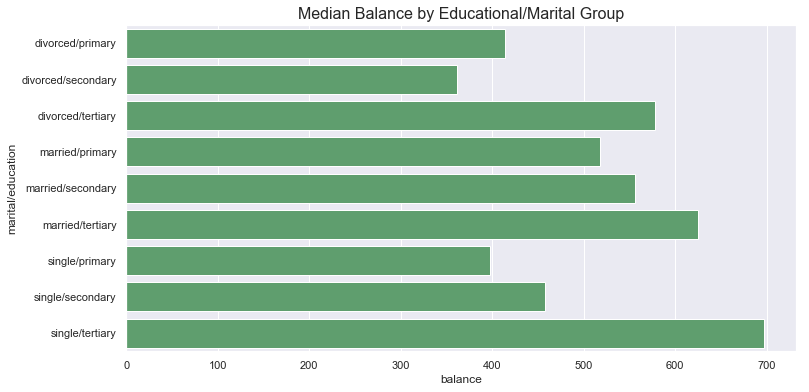 Median Balance by Educational/Marital Group
marital/education
divorced/primary
divorced/secondary
divorced/tertiary
married/primary
married/secondary
married/tertiary
single/primary
single/secondary
single/tertiary
0 100 200 300 400 500 600 700
balance